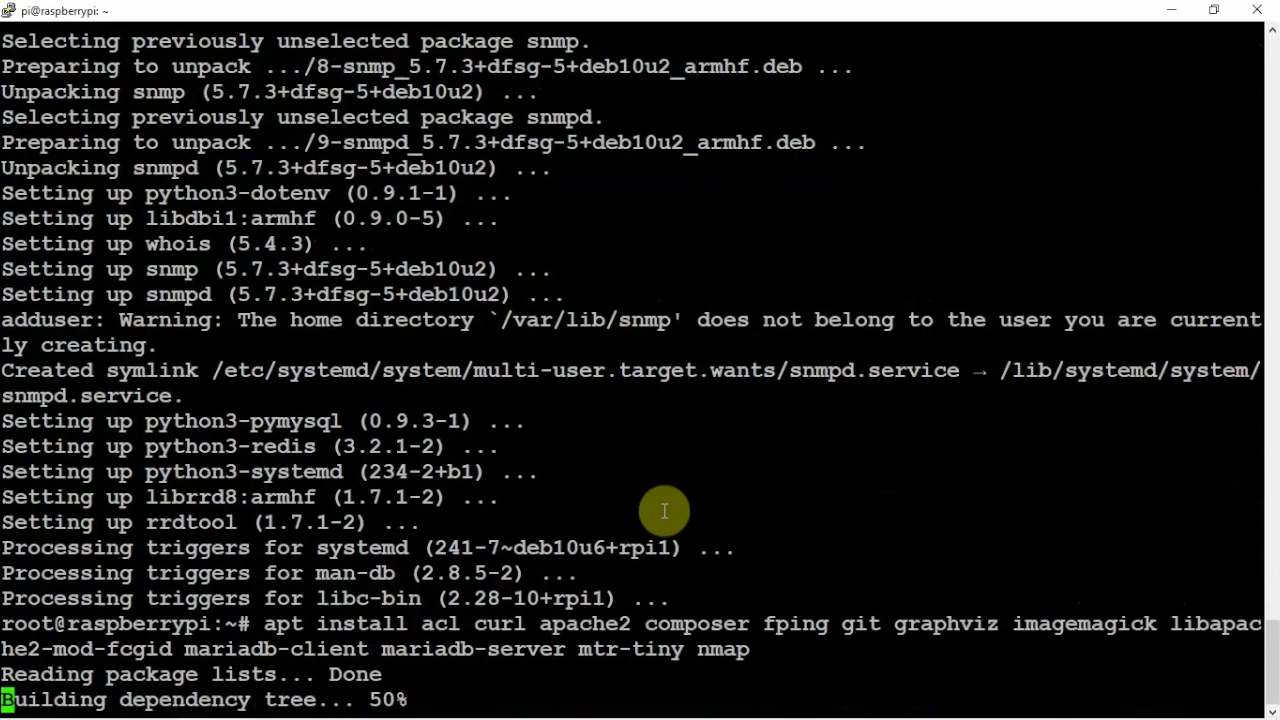 pi@raspberrypi: ~
Selecting previously unselected package snmp.
Preparing to unpack .../8-snmp_5.7.3+dfsg-5+deb10u2_armhf.deb ...
Unpacking snmp (5.7.3+dfsg-5+deb10u2) ...
Selecting previously unselected package snmpd.
Preparing to unpack .../9-snmpd_5.7.3+dfsg-5+deb10u2_armhf.deb ...
Unpacking snmpd (5.7.3+dfsg-5+deb10u2) ...
Setting up python3-dotenv (0.9.1-1) ...
Setting up libdbi1:armhf (0.9.0-5) ...
Setting up whois (5.4.3) ...
Setting up snmp (5.7.3+dfsg-5+deb10u2) ...
Setting up snmpd (5.7.3+dfsg-5+deb10u2) ...
adduser: Warning: The home directory `/var/lib/snmp' does not belong to the user you are current
ly creating.
Created symlink /etc/systemd/system/multi-user.target.wants/snmpd.service → /lib/systemd/system/
snmpd.service.
Setting up python3-pymysql (0.9.3-1) ...
Setting up python3-redis (3.2.1-2) ...
Setting up python3-systemd (234-2+b1) ...
Setting up librrd8:armhf (1.7.1-2) ...
Setting up rrdtool (1.7.1-2) ...
Processing triggers for systemd (241-7~deb10u6+rpi1) ...
Processing triggers for man-db (2.8.5-2) ...
Processing triggers for libc-bin (2.28-10+rpi1) ...
root@raspberrypi:~# apt install acl curl apache2 composer fping git graphviz imagemagick libapac
he2-mod-fcgid mariadb-client mariadb-server mtr-tiny nmap
Reading package lists... Done
Building dependency tree... 50%